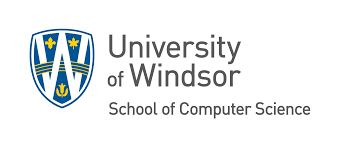 University
of Windsor
School of Computer Science